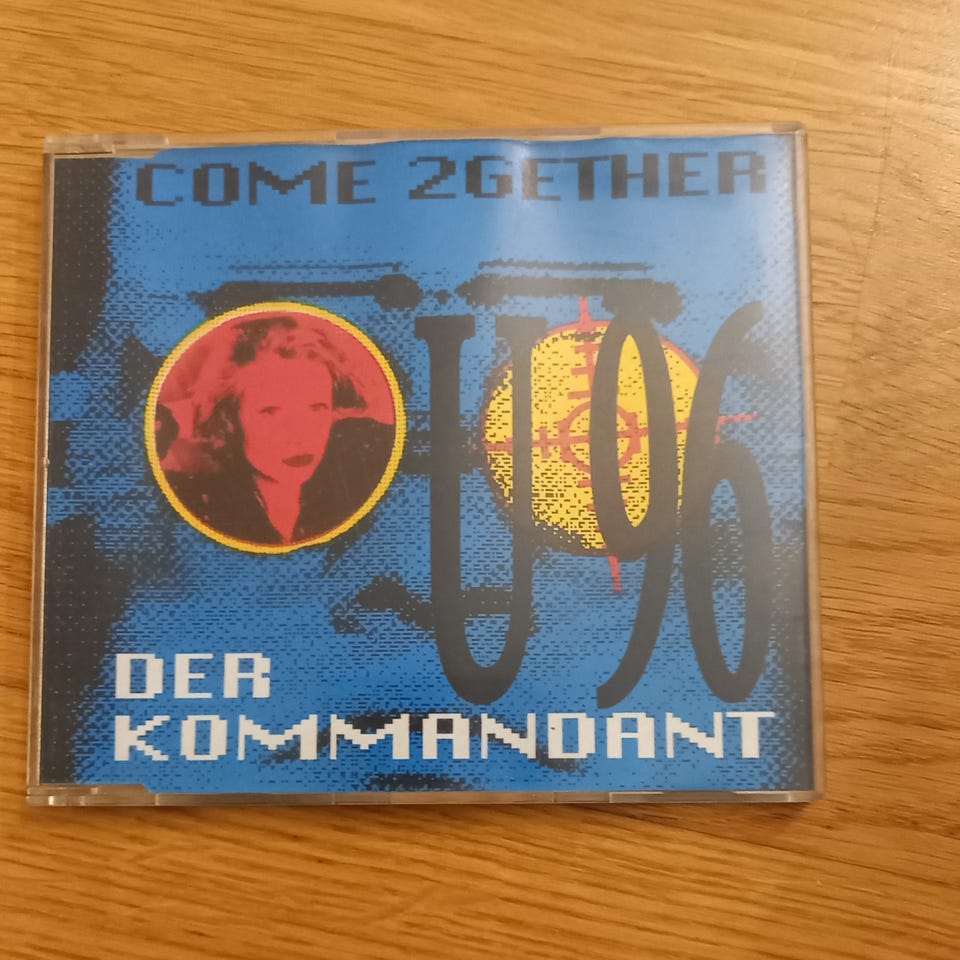 COME 2GETHER
U96
DER
KOMMANDANT